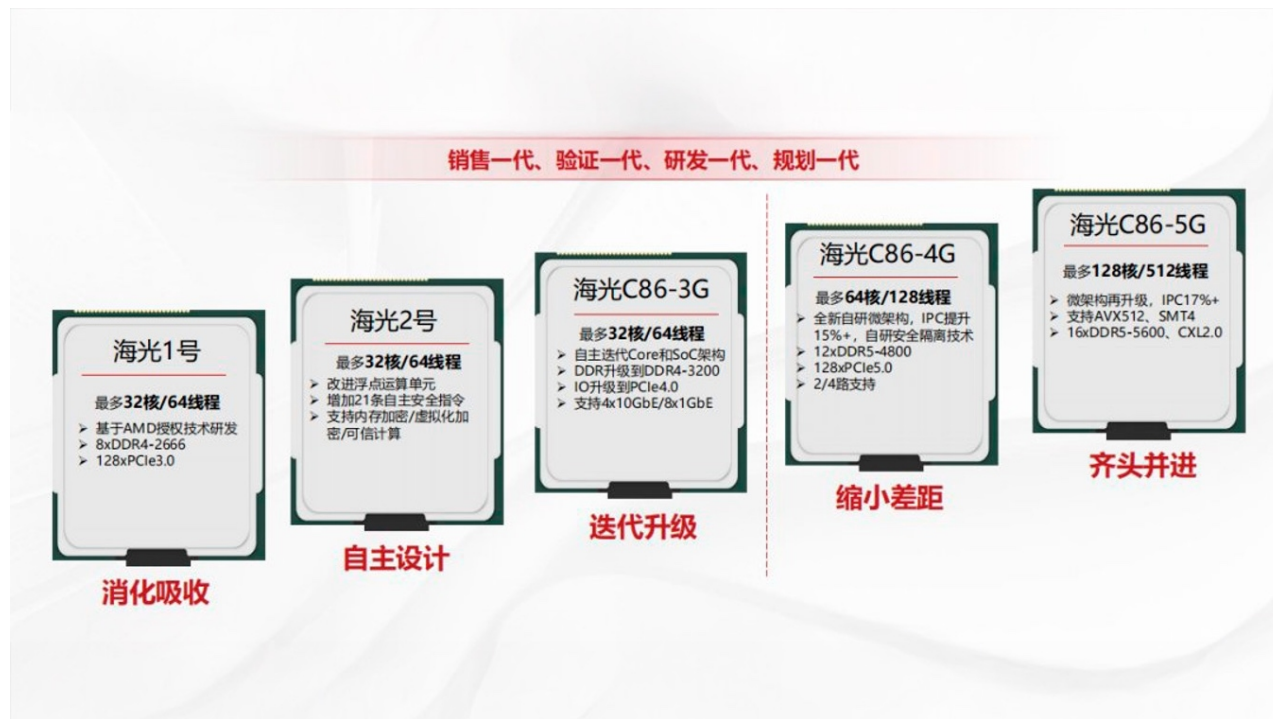 销售一代、验证一代、研发一代、规划一代
海光1号
最多32核/64线程
➢ 基于AMD授权技术研发
➢ 8xDDR4-2666
➢ 128xPCIe3.0
消化吸收
海光2号
最多32核/64线程
➢ 改进浮点运算单元
➢ 增加21条自主安全指令
➢ 支持内存加密/虚拟化加
密/可信计算
自主设计
海光C86-3G
最多32核/64线程
➢ 自主迭代Core和SoC架构
➢ DDR升级到DDR4-3200
➢ IO升级到PCIe4.0
➢ 支持4x10GbE/8x1GbE
迭代升级
海光C86-4G
最多64核/128线程
➢ 全新自研微架构，IPC提升
15%+，自研安全隔离技术
➢ 12xDDR5-4800
➢ 128xPCIe5.0
➢ 2/4路支持
缩小差距
海光C86-5G
最多128核/512线程
➢ 微架构再升级，IPC17%+
➢ 支持AVX512、SMT4
➢ 16xDDR5-5600、CXL2.0
齐头并进